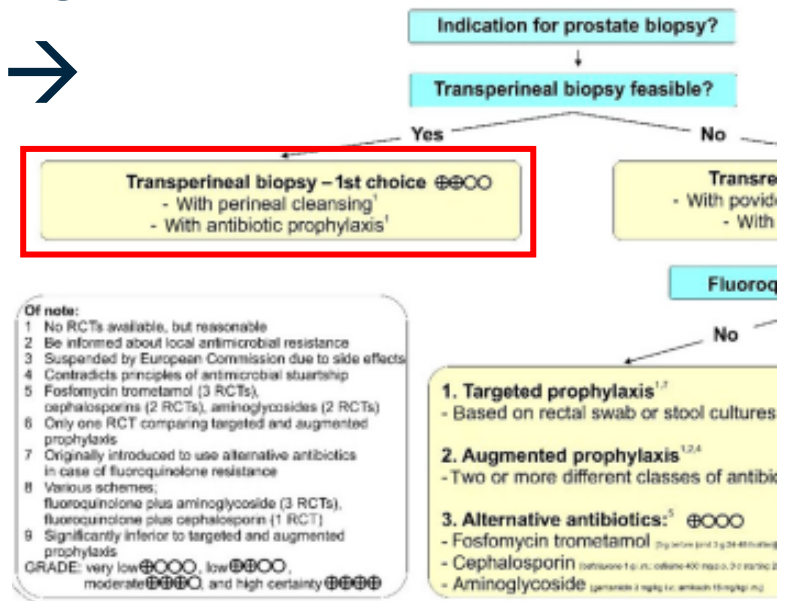 Indication for prostate biopsy?
Transperineal biopsy feasible?
Yes
No
Transperineal biopsy – 1st choice ⊕⊕○○
- With perineal cleansing¹
- With antibiotic prophylaxis¹
Transre
- With povid
- With
Fluoroq
No
Of note:
1 No RCTs available, but reasonable
2 Be informed about local antimicrobial resistance
3 Suspended by European Commission due to side effects
4 Contradicts principles of antimicrobial stuartship
5 Fosfomycin trometamol (3 RCTs),
cephalosporins (2 RCTs), aminoglycosides (2 RCTs)
6 Only one RCT comparing targeted and augmented
prophylaxis
7 Originally introduced to use alternative antibiotics
in case of fluoroquinolone resistance
8 Various schemes;
fluoroquinolone plus aminoglycoside (3 RCTs),
fluoroquinolone plus cephalosporin (1 RCT)
9 Significantly inferior to targeted and augmented
prophylaxis
GRADE: very low⊕○○○, low⊕⊕○○,
moderate⊕⊕⊕○, and high certainty ⊕⊕⊕⊕
1. Targeted prophylaxis¹,⁷
- Based on rectal swab or stool cultures
2. Augmented prophylaxis¹,²,⁴
- Two or more different classes of antibio
3. Alternative antibiotics:⁵ ⊕○○○
- Fosfomycin trometamol
- Cephalosporin
- Aminoglycoside